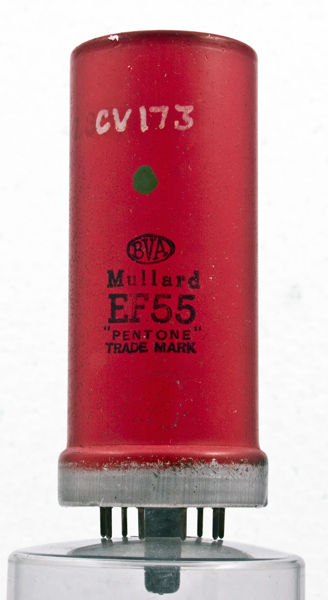 CV173
BVA
Mullard
EF55
"PENTONE"
TRADE MARK